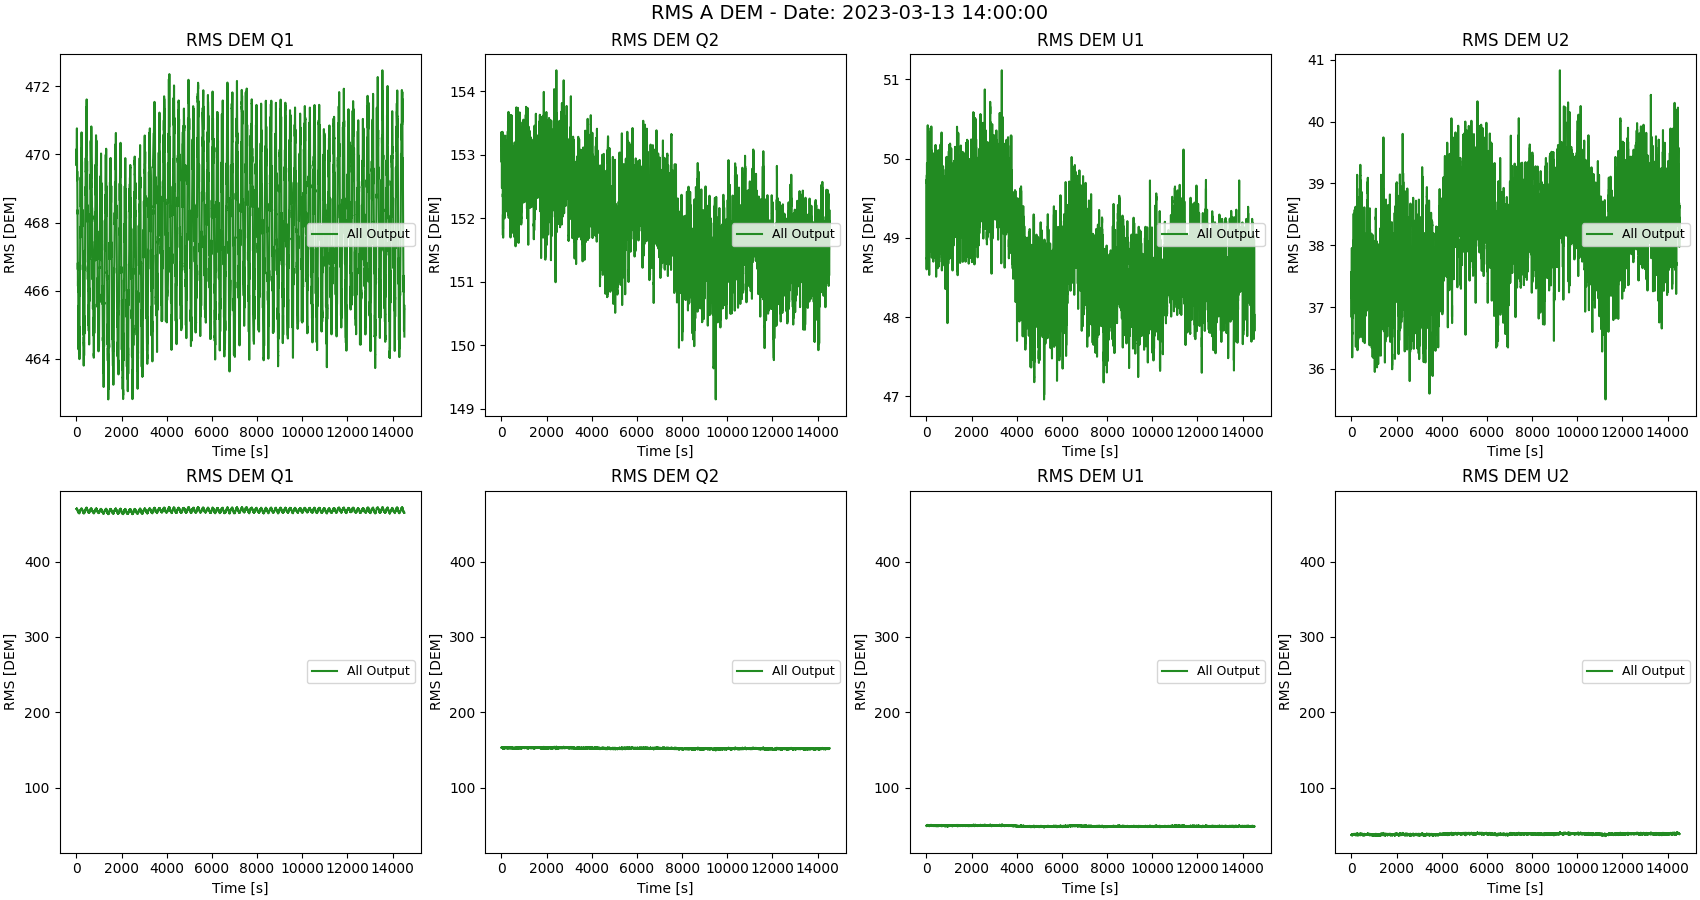 RMS A DEM - Date: 2023-03-13 14:00:00
RMS DEM Q1
RMS [DEM]
472
470
468
466
464
All Output
0 2000 4000 6000 8000 10000 12000 14000
Time [s]
RMS DEM Q2
RMS [DEM]
154
153
152
151
150
149
All Output
0 2000 4000 6000 8000 10000 12000 14000
Time [s]
RMS DEM U1
RMS [DEM]
51
50
49
48
47
All Output
0 2000 4000 6000 8000 10000 12000 14000
Time [s]
RMS DEM U2
RMS [DEM]
41
40
39
38
37
36
All Output
0 2000 4000 6000 8000 10000 12000 14000
Time [s]
RMS DEM Q1
RMS [DEM]
400
300
200
100
All Output
0 2000 4000 6000 8000 10000 12000 14000
Time [s]
RMS DEM Q2
RMS [DEM]
400
300
200
100
All Output
0 2000 4000 6000 8000 10000 12000 14000
Time [s]
RMS DEM U1
RMS [DEM]
400
300
200
100
All Output
0 2000 4000 6000 8000 10000 12000 14000
Time [s]
RMS DEM U2
RMS [DEM]
400
300
200
100
All Output
0 2000 4000 6000 8000 10000 12000 14000
Time [s]